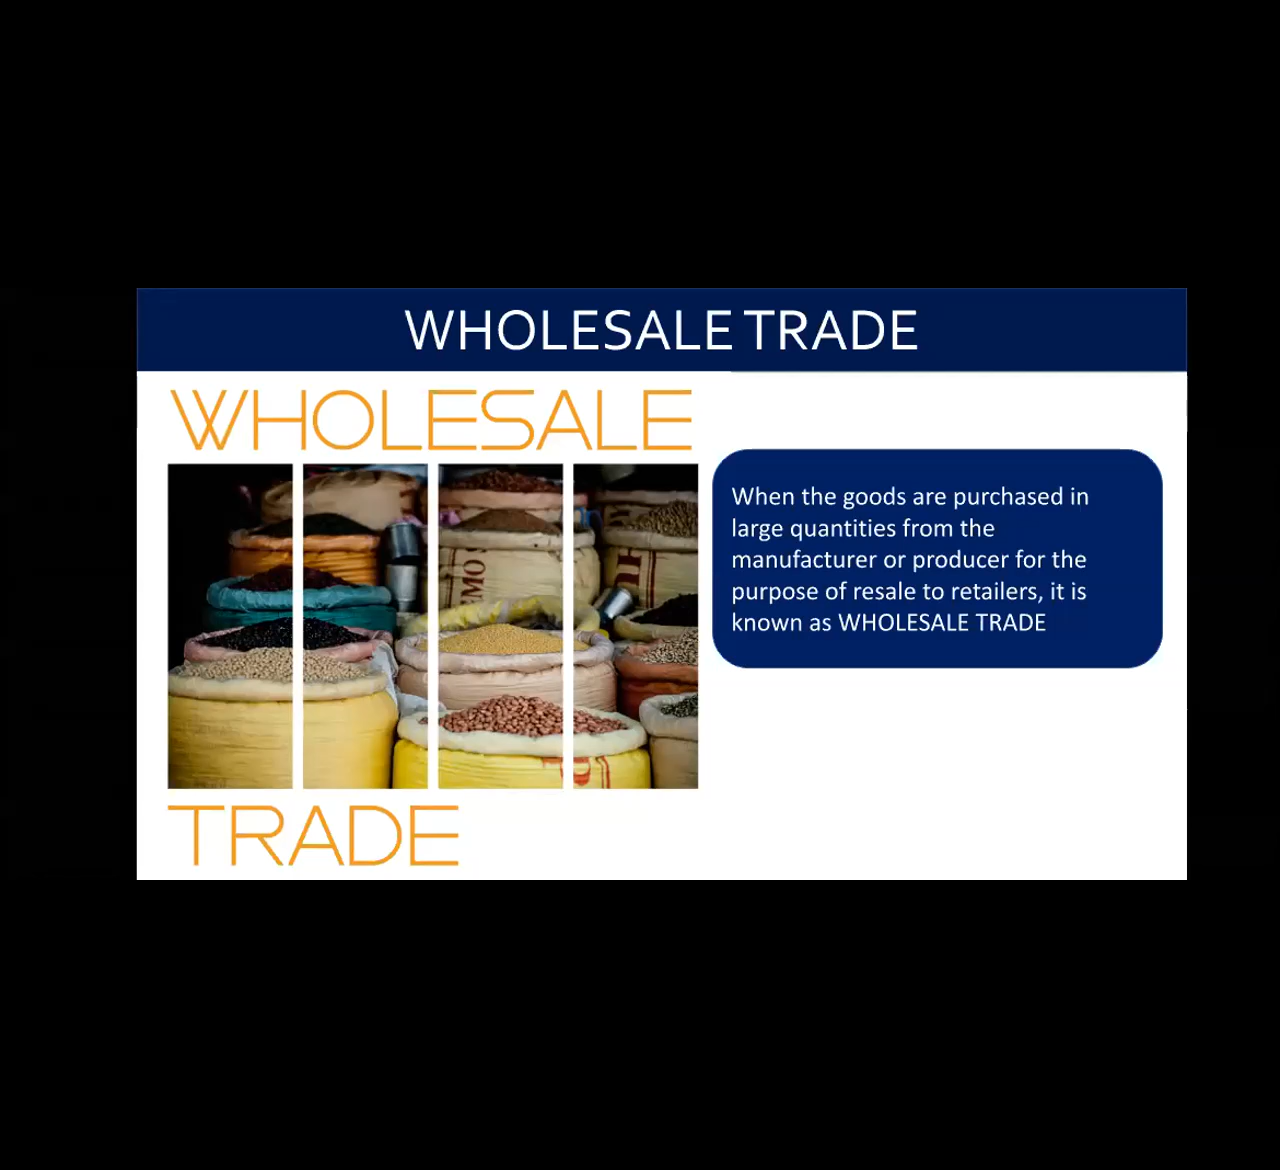 WHOLESALE TRADE
WHOLESALE
When the goods are purchased in
large quantities from the
manufacturer or producer for the
purpose of resale to retailers, it is
known as WHOLESALE TRADE
TRADE